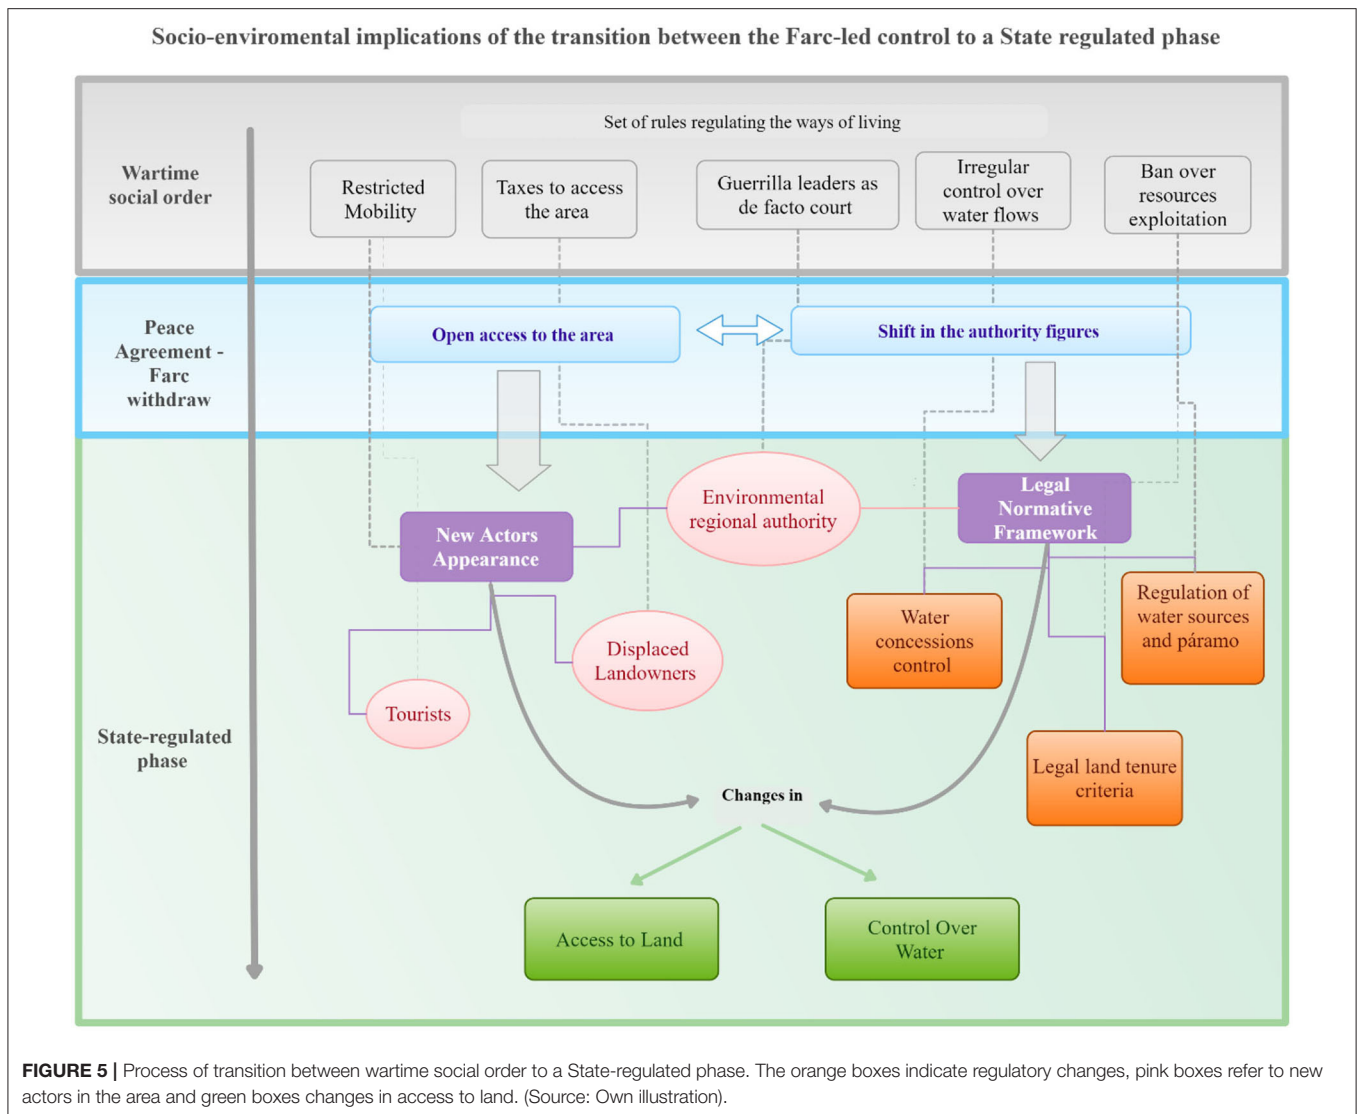 Socio-enviromental implications of the transition between the Farc-led control to a State regulated phase
Set of rules regulating the ways of living
Wartime
social order
Restricted
Mobility
Taxes to access
the area
Guerrilla leaders as
de facto court
Irregular
control over
water flows
Ban over
resources
exploitation
Peace
Agreement -
Farc
withdraw
Open access to the area
Shift in the authority figures
State-regulated
phase
New Actors
Appearance
Environmental
regional authority
Legal
Normative
Framework
Tourists
Displaced
Landowners
Water
concessions
control
Regulation of
water sources
and páramo
Legal land tenure
criteria
Changes in
Access to Land
Control Over
Water
FIGURE 5 | Process of transition between wartime social order to a State-regulated phase. The orange boxes indicate regulatory changes, pink boxes refer to new
actors in the area and green boxes changes in access to land. (Source: Own illustration).